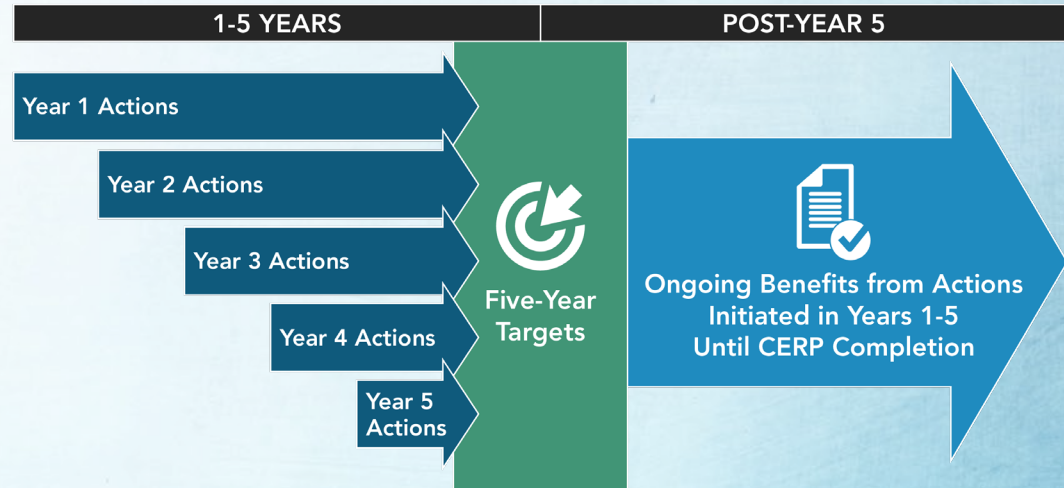 1-5 YEARS
POST-YEAR 5
Year 1 Actions
Year 2 Actions
Year 3 Actions
Year 4 Actions
Year 5
Actions
Five-Year
Targets
Ongoing Benefits from Actions
Initiated in Years 1-5
Until CERP Completion